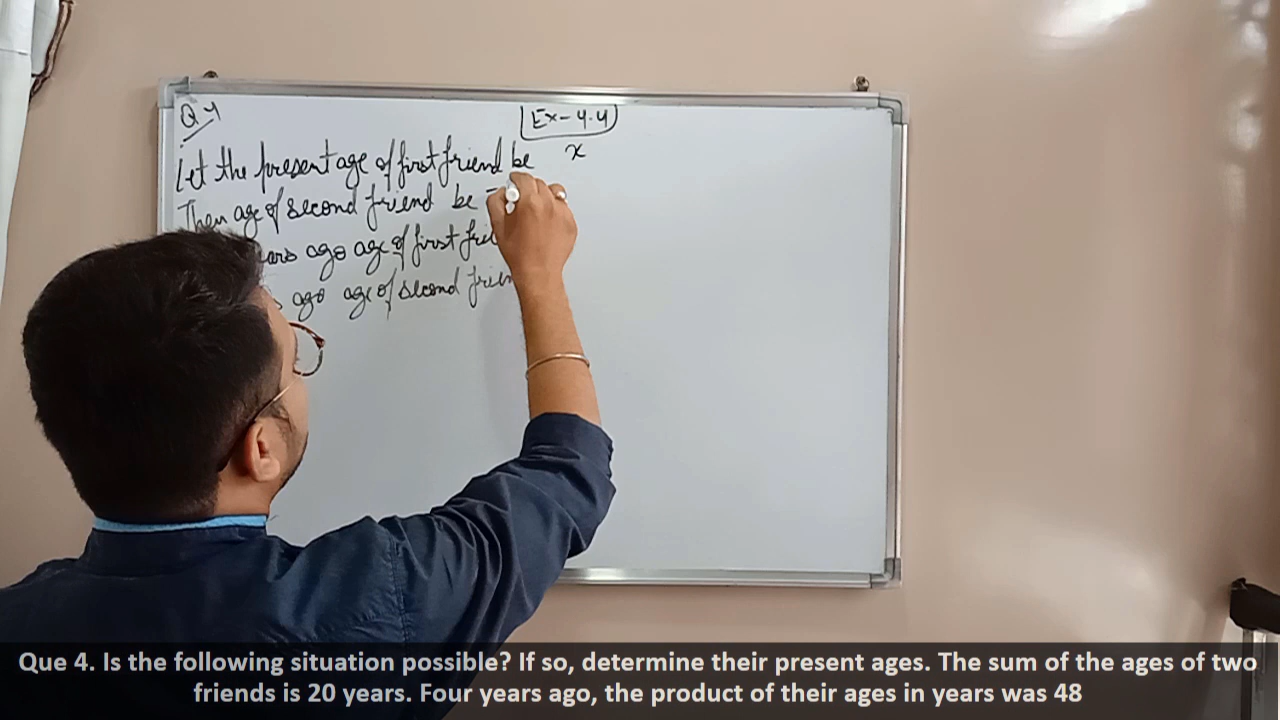 Q 4
Ex-4.4
Let the present age of first friend be x
Then age of second friend be
ago age of first
ago age of second
Que 4. Is the following situation possible? If so, determine their present ages. The sum of the ages of two
friends is 20 years. Four years ago, the product of their ages in years was 48